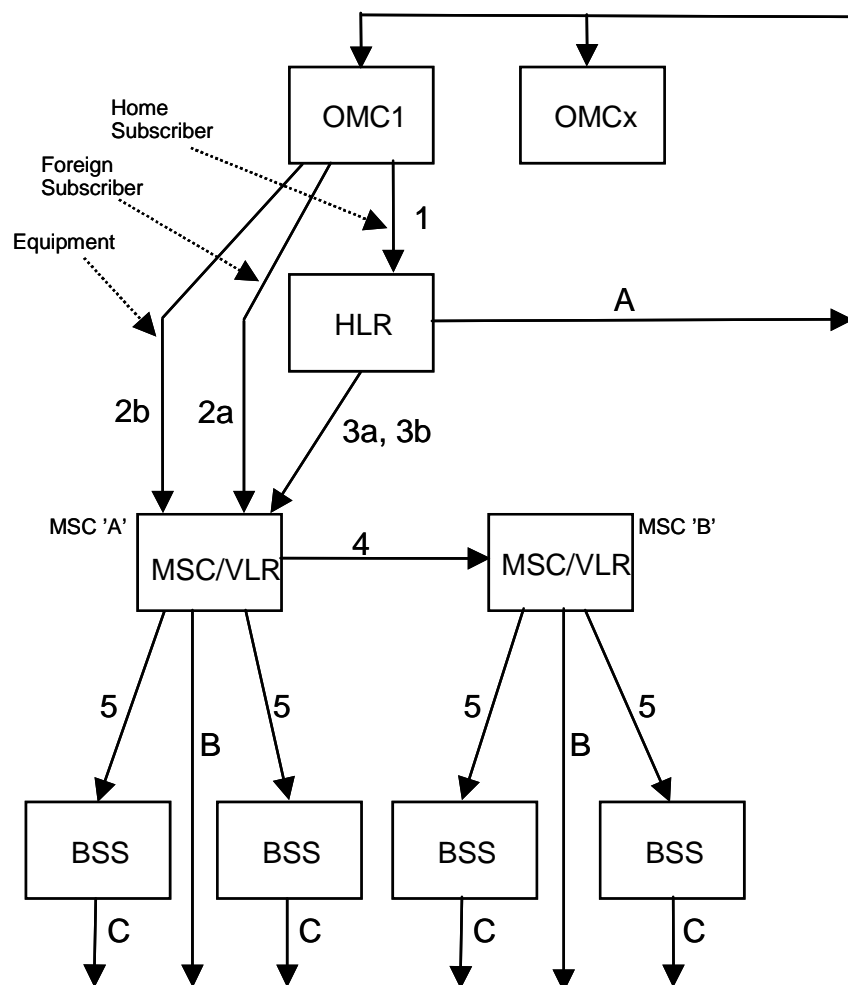 OMC1
OMCx
Home
Subscriber
Foreign
Subscriber
Equipment
1
HLR
A
2b
2a
3a, 3b
MSC 'A'
MSC/VLR
4
MSC/VLR
MSC 'B'
5
B
5
5
B
5
BSS
BSS
BSS
BSS
C
C
C
C